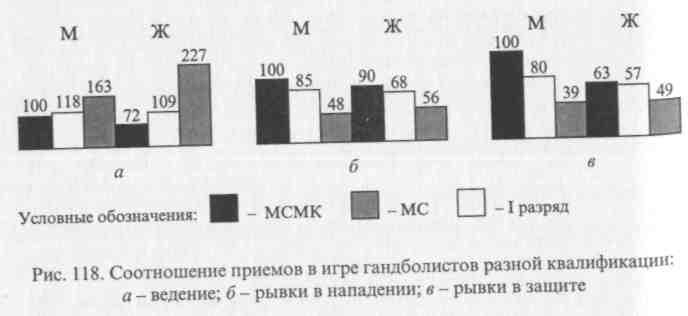 М Ж М Ж М Ж
100 118 163 72 109 227 100 85 48 90 68 56 100 80 39 63 57 49
а б в
Условные обозначения: – МСМК – МС – I разряд
Рис. 118. Соотношение приемов в игре гандболистов разной квалификации:
а – ведение; б – рывки в нападении; в – рывки в защите